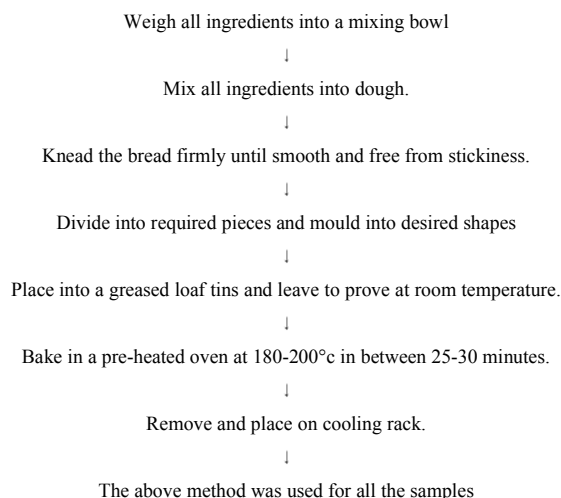 Weigh all ingredients into a mixing bowl
↓
Mix all ingredients into dough.
↓
Knead the bread firmly until smooth and free from stickiness.
↓
Divide into required pieces and mould into desired shapes
↓
Place into a greased loaf tins and leave to prove at room temperature.
↓
Bake in a pre-heated oven at 180-200°c in between 25-30 minutes.
↓
Remove and place on cooling rack.
↓
The above method was used for all the samples